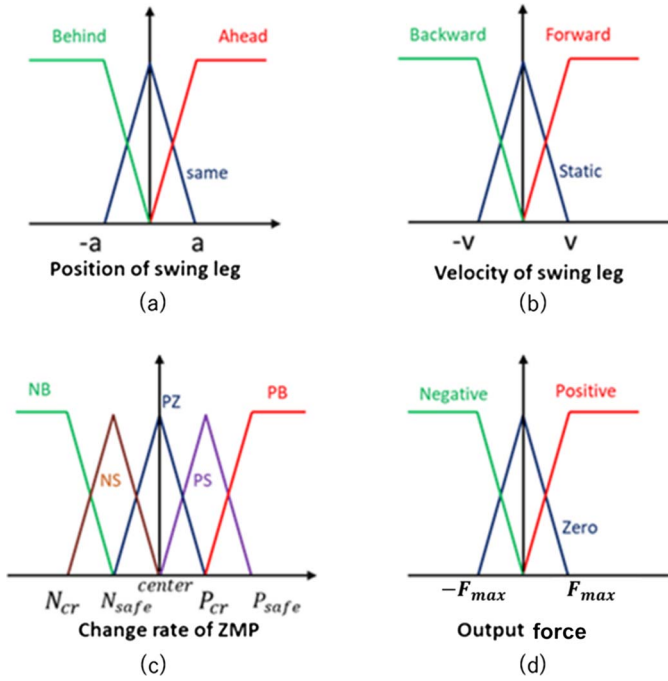 Behind Ahead
same
-a a
Position of swing leg
(a)
Backward Forward
Static
-v v
Velocity of swing leg
(b)
NB PZ PB
NS PS
center
N_cr N_safe P_cr P_safe
Change rate of ZMP
(c)
Negative Positive
Zero
-F_max F_max
Output force
(d)